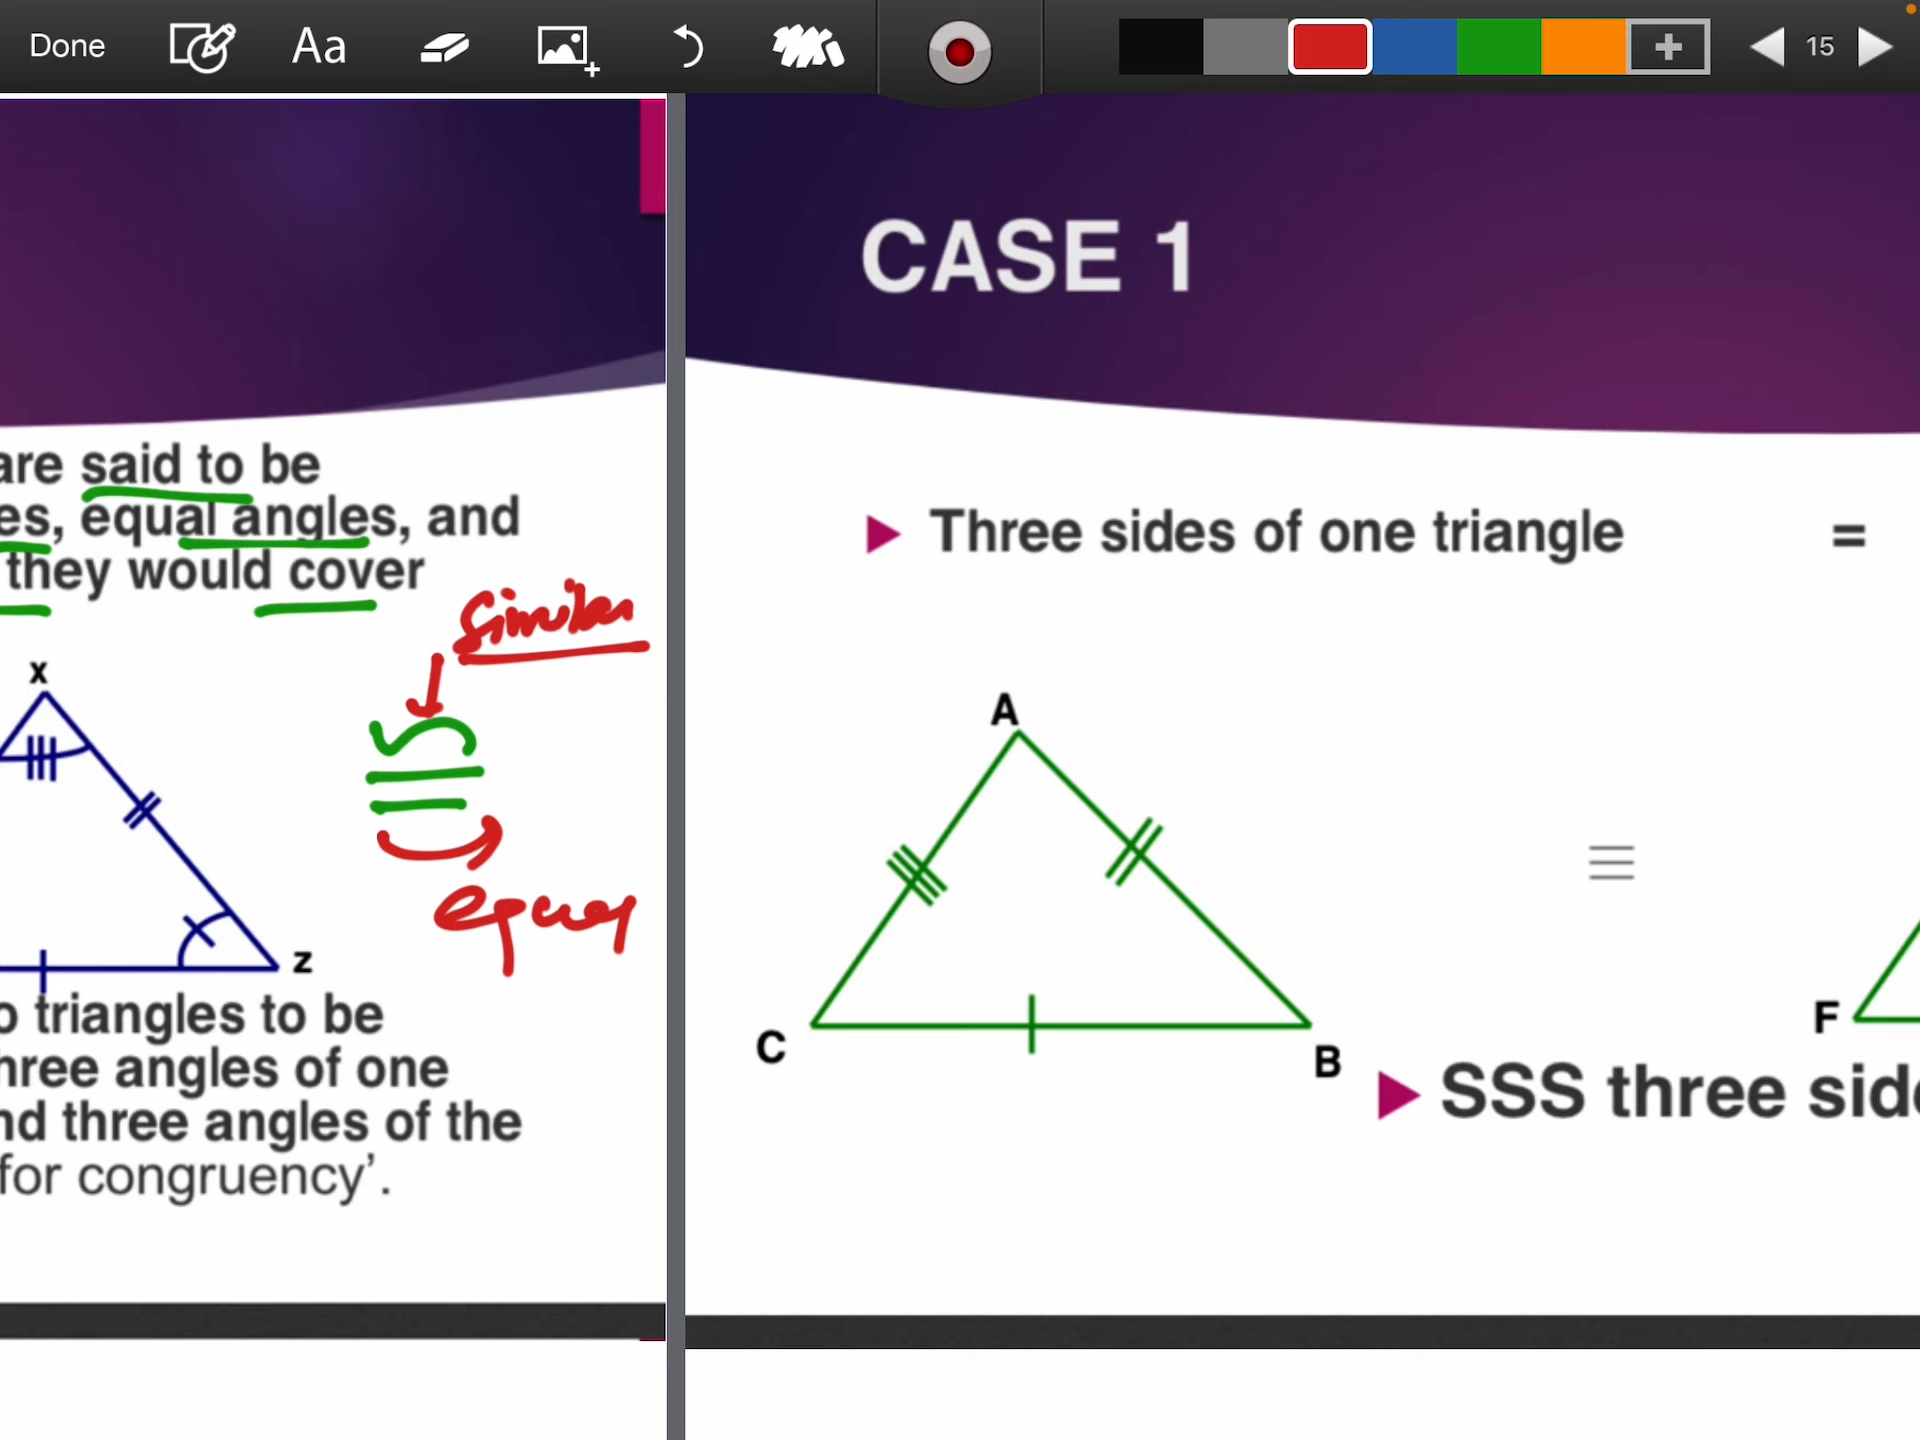 Done
Aa
15
are said to be
es, equal angles, and
they would cover
Similar
x
equal
z
o triangles to be
hree angles of one
nd three angles of the
for congruency’.
CASE 1
Three sides of one triangle =
A
≡
C
B
F
SSS three side